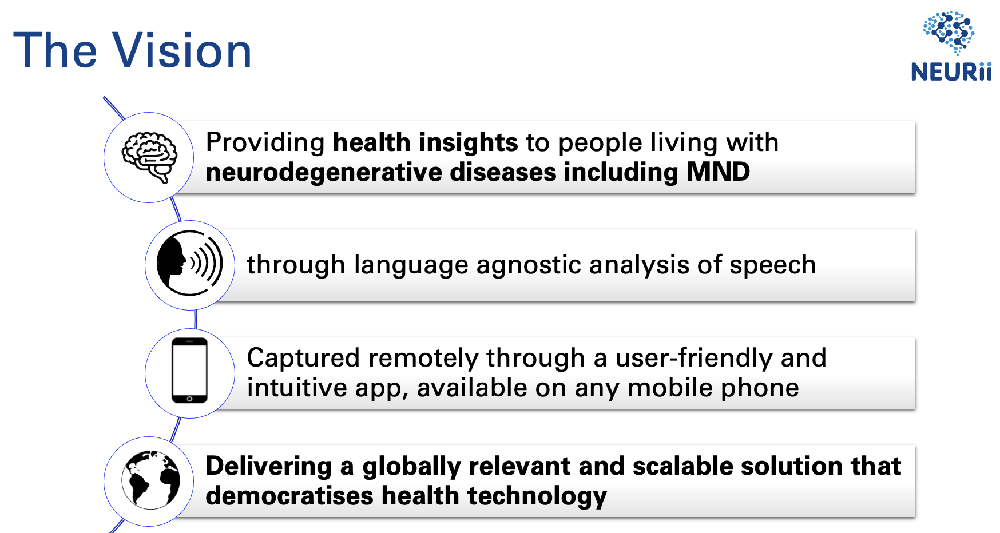 The Vision
NEURii
Providing health insights to people living with
neurodegenerative diseases including MND
through language agnostic analysis of speech
Captured remotely through a user-friendly and
intuitive app, available on any mobile phone
Delivering a globally relevant and scalable solution that
democratises health technology